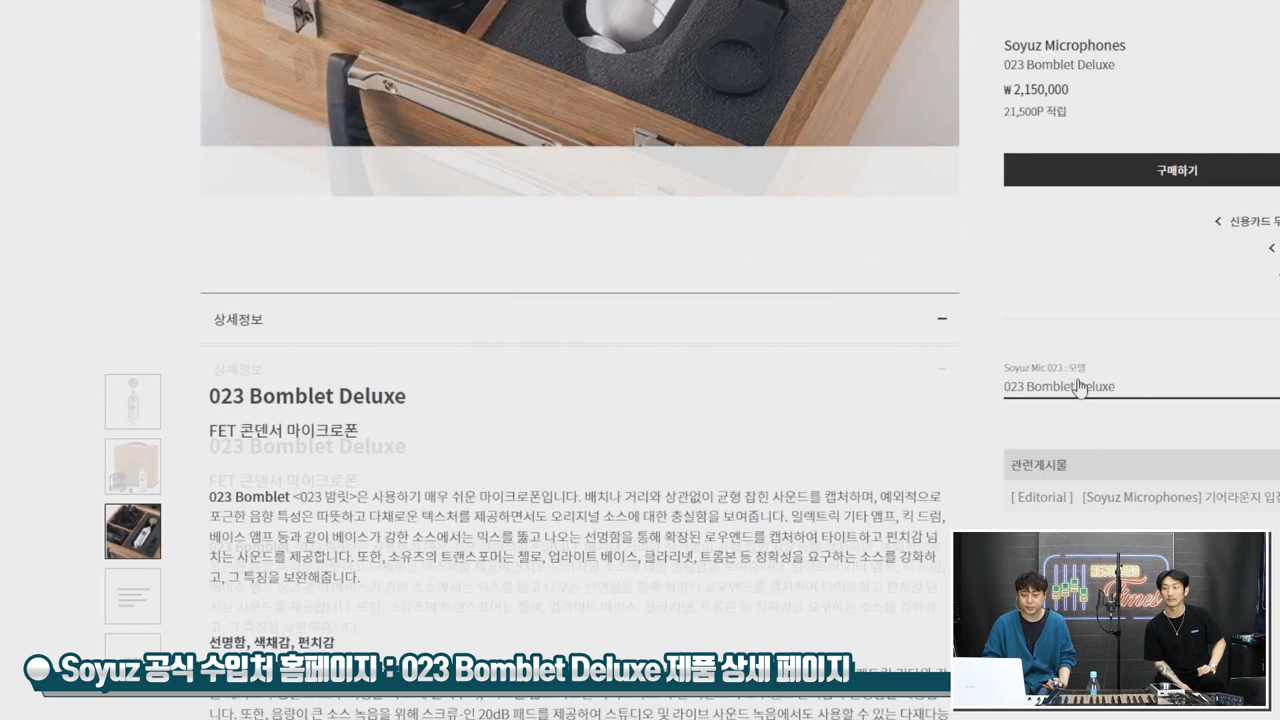 Soyuz Microphones
023 Bomblet Deluxe
₩ 2,150,000
21,500P 적립
구매하기
신용카드 무
상세정보
상세정보
Soyuz Mic 023 : 모델
023 Bomblet Deluxe
023 Bomblet Deluxe
FET 콘덴서 마이크로폰
023 Bomblet Deluxe
FET 콘덴서 마이크로폰
관련게시물
[ Editorial ] [Soyuz Microphones] 기어라운지 입
023 Bomblet <023 밤릿>은 사용하기 매우 쉬운 마이크로폰입니다. 배치나 거리와 상관없이 균형 잡힌 사운드를 캡처하며, 예외적으로
포근한 음향 특성은 따뜻하고 다채로운 텍스처를 제공하면서도 오리지널 소스에 대한 충실함을 보여줍니다. 일렉트릭 기타 앰프, 킥 드럼,
베이스 앰프 등과 같이 베이스가 강한 소스에서는 믹스를 뚫고 나오는 선명함을 통해 확장된 로우엔드를 캡처하여 타이트하고 펀치감 넘
치는 사운드를 제공합니다. 또한, 소유즈의 트랜스포머는 첼로, 업라이트 베이스, 클라리넷, 트롬본 등 정확성을 요구하는 소스를 강화하
고, 그 특징을 보완해줍니다.
선명함, 색채감, 펀치감
Soyuz 공식 수입처 홈페이지 : 023 Bomblet Deluxe 제품 상세 페이지
니다. 또한, 음량이 큰 소스 녹음을 위해 스크류-인 20dB 패드를 제공하여 스튜디오 및 라이브 사운드 녹음에서도 사용할 수 있는 다재다능
Times